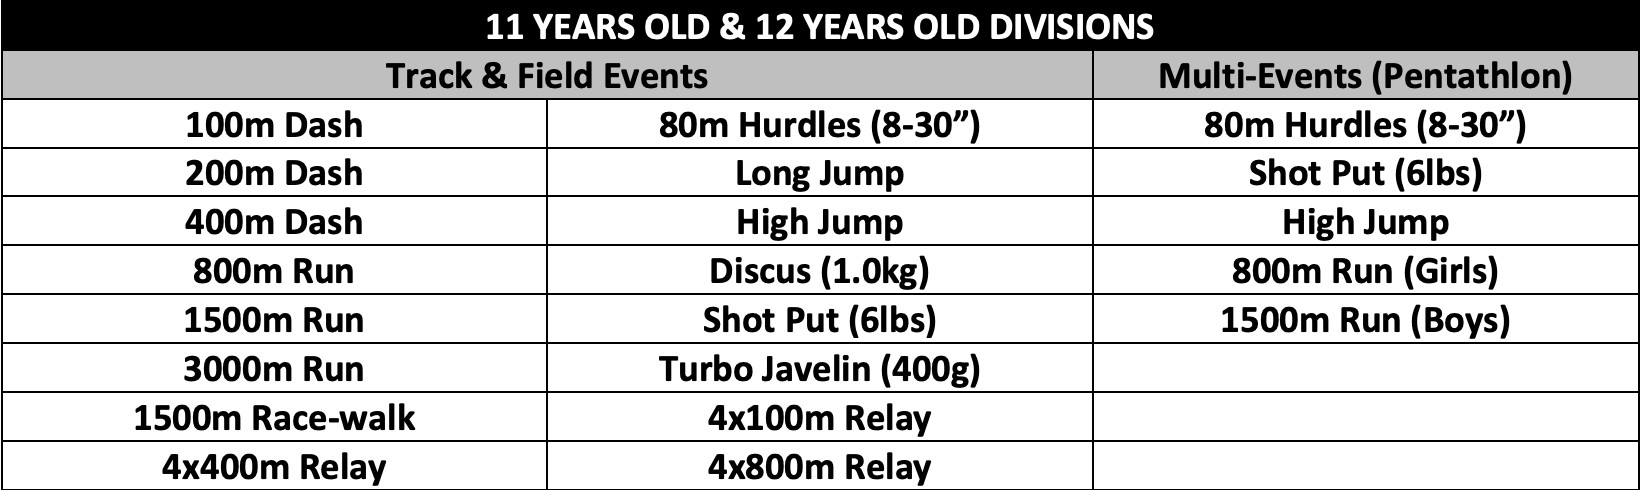 11 YEARS OLD & 12 YEARS OLD DIVISIONS
Track & Field Events Multi-Events (Pentathlon)
100m Dash 80m Hurdles (8-30”) 80m Hurdles (8-30”)
200m Dash Long Jump Shot Put (6lbs)
400m Dash High Jump High Jump
800m Run Discus (1.0kg) 800m Run (Girls)
1500m Run Shot Put (6lbs) 1500m Run (Boys)
3000m Run Turbo Javelin (400g)
1500m Race-walk 4x100m Relay
4x400m Relay 4x800m Relay